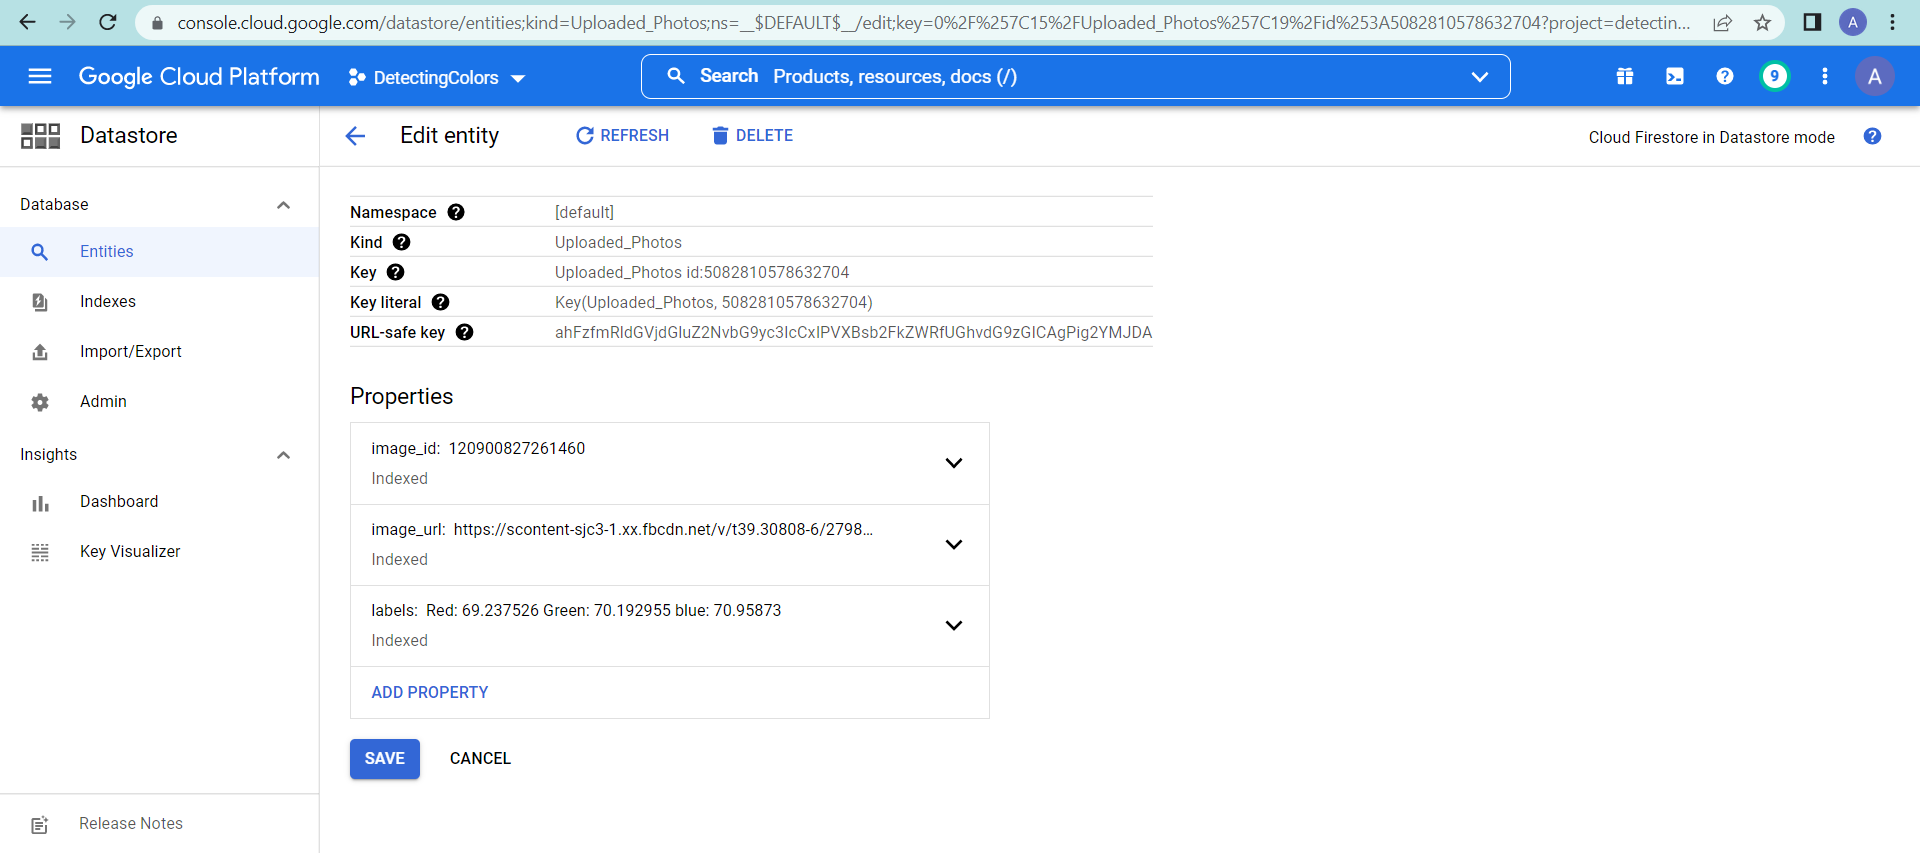 console.cloud.google.com/datastore/entities;kind=Uploaded_Photos;ns=__$DEFAULT$__/edit;key=0%2F%257C15%2FUploaded_Photos%257C19%2Fid%253A5082810578632704?project=detectin...
A
Google Cloud Platform
DetectingColors
Search Products, resources, docs (/)
9
A
Datastore
Edit entity
REFRESH
DELETE
Cloud Firestore in Datastore mode
Database
Entities
Indexes
Import/Export
Admin
Insights
Dashboard
Key Visualizer
Release Notes
Namespace [default]
Kind Uploaded_Photos
Key Uploaded_Photos id:5082810578632704
Key literal Key(Uploaded_Photos, 5082810578632704)
URL-safe key ahFzfmRldGVjdGluZ2NvbG9yc3IcCxIPVXBsb2FkZWRfUGhvdG9zGICAgPig2YMJDA
Properties
image_id: 120900827261460
Indexed
image_url: https://scontent-sjc3-1.xx.fbcdn.net/v/t39.30808-6/2798...
Indexed
labels: Red: 69.237526 Green: 70.192955 blue: 70.95873
Indexed
ADD PROPERTY
SAVE
CANCEL